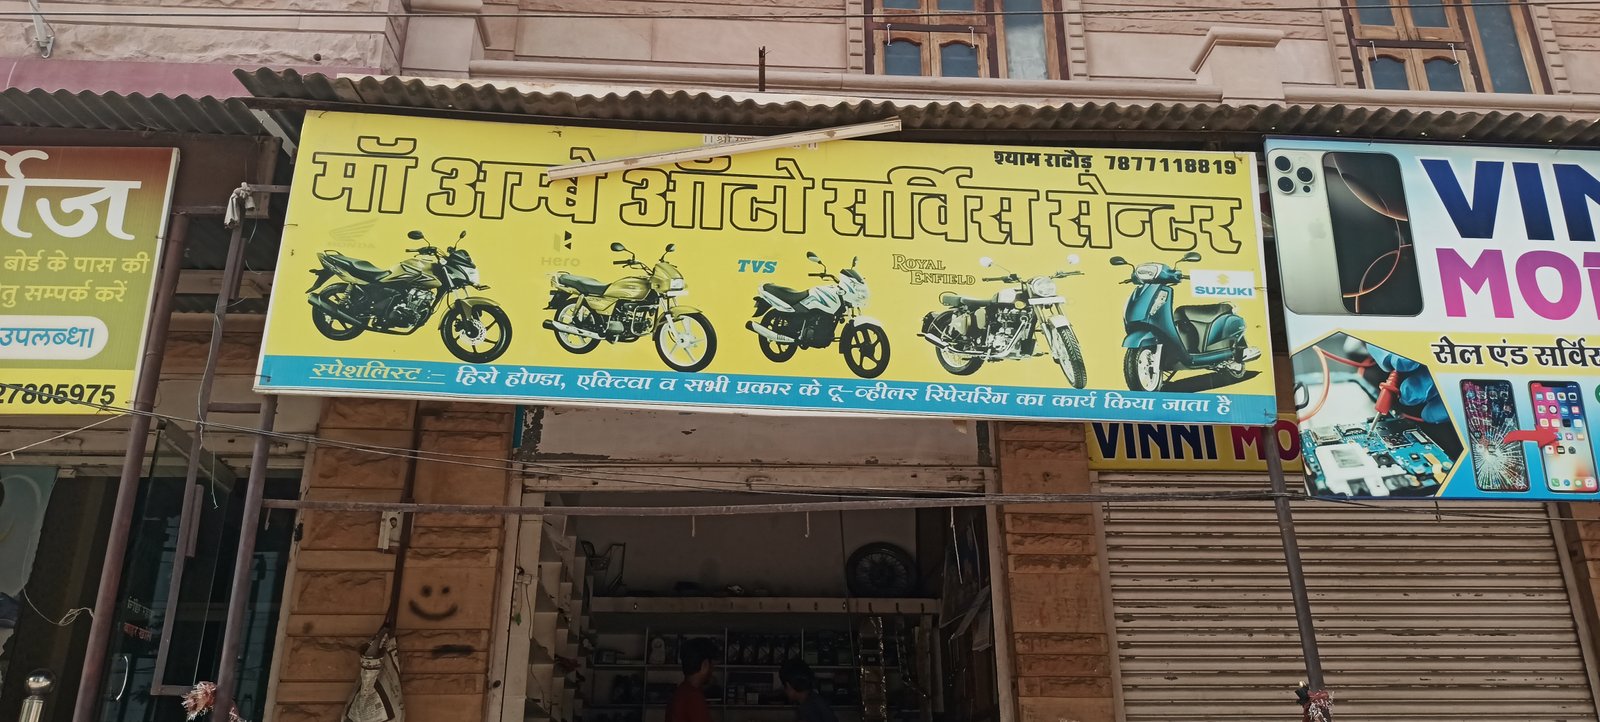 र्गिज
बोर्ड के पास की
तु सम्पर्क करें
उपलब्ध।
27805975
।। श्री
श्याम राटौड़ 7877118819
माँ अम्बे ऑटो सर्विस सेन्टर
HONDA
Hero
TVS
ROYAL ENFIELD
SUZUKI
स्पेशलिस्ट :- हिरो होण्डा, एक्टिवा व सभी प्रकार के टू-व्हीलर रिपेयरिंग का कार्य किया जाता है
VINNI MO
VIN
MO
सेल एंड सर्विस